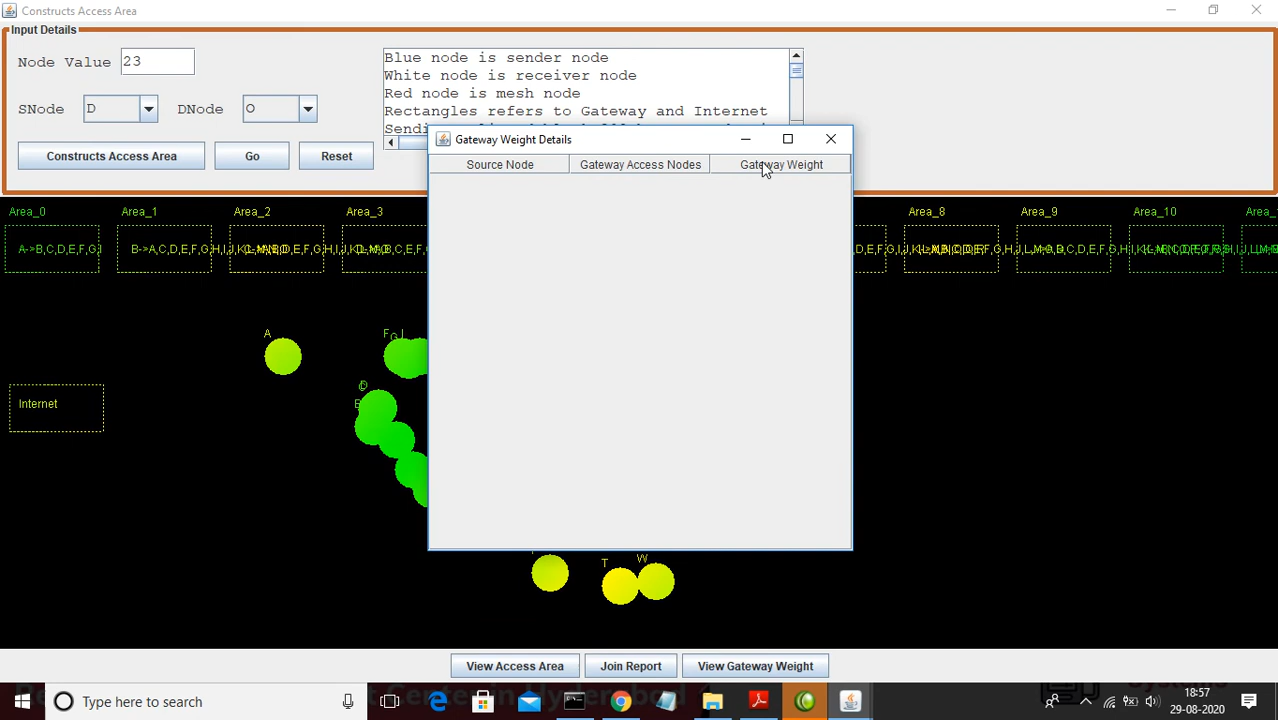 Constructs Access Area
Input Details
Node Value 23
SNode D DNode O
Constructs Access Area Go Reset
Blue node is sender node
White node is receiver node
Red node is mesh node
Rectangles refers to Gateway and Internet
Gateway Weight Details
Source Node Gateway Access Nodes Gateway Weight
Area_0 Area_1 Area_2 Area_3 Area_8 Area_9 Area_10 Area_
A->B,C,D,E,F,G,
B->A,C,D,E,F,G,H,I,J,K,
A
F G
Internet
T W
View Access Area Join Report View Gateway Weight
Type here to search
18:57
29-08-2020